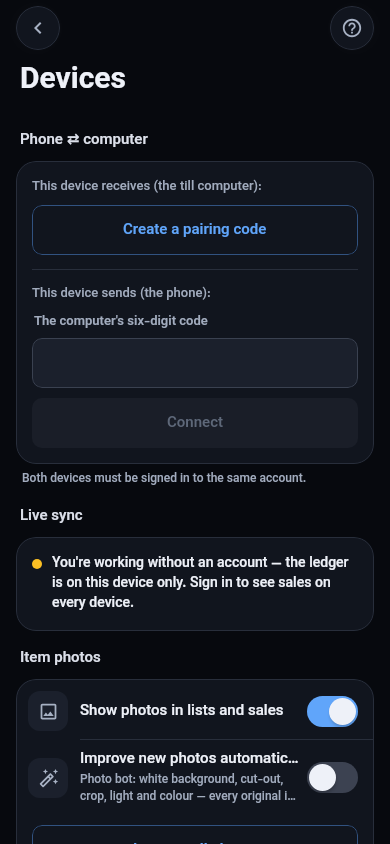 Devices
Phone ⇄ computer
This device receives (the till computer):
Create a pairing code
This device sends (the phone):
The computer's six-digit code
Connect
Both devices must be signed in to the same account.
Live sync
You're working without an account — the ledger
is on this device only. Sign in to see sales on
every device.
Item photos
Show photos in lists and sales
Improve new photos automatic...
Photo bot: white background, cut-out,
crop, light and colour — every original i...